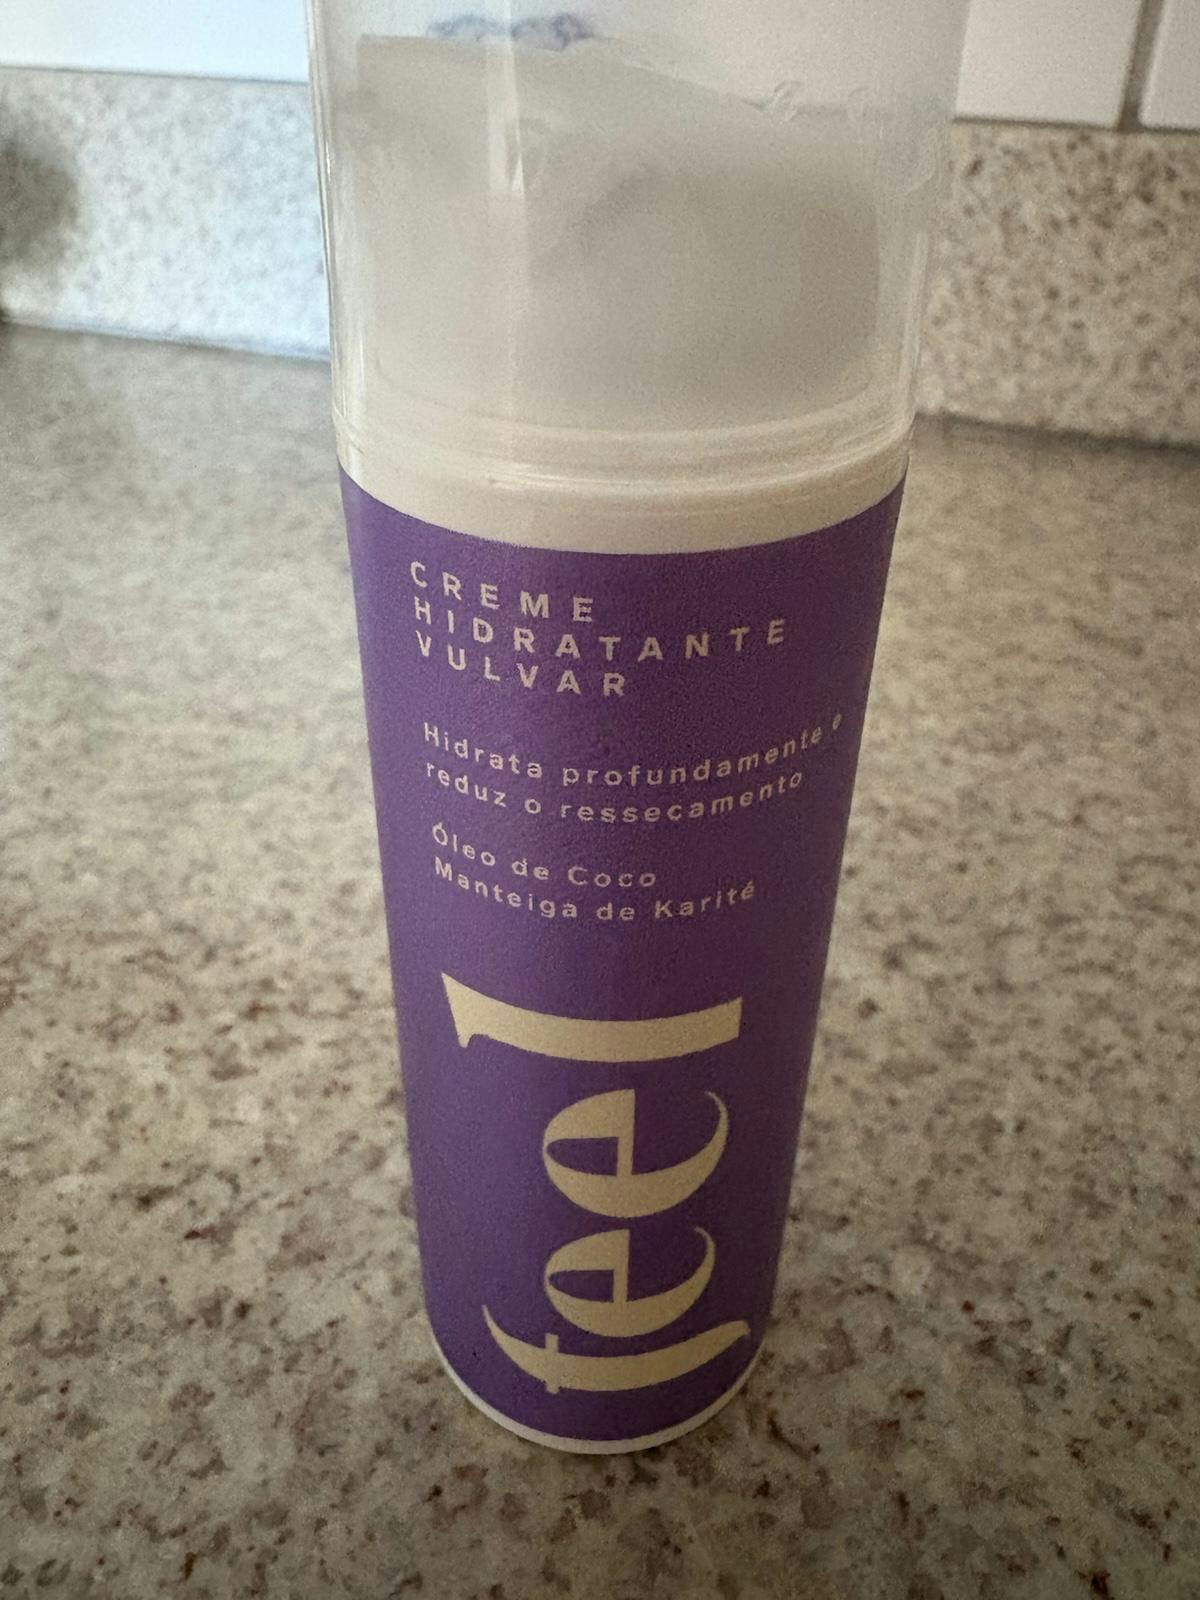 CREME
HIDRATANTE
VULVAR
Hidrata profundamente e
reduz o ressecamento
Óleo de Coco
Manteiga de Karité
feel